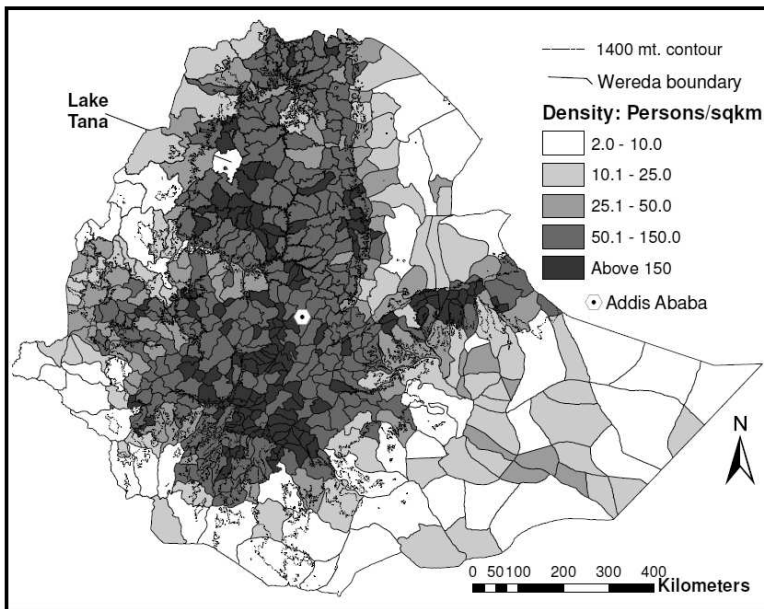 1400 mt. contour
Wereda boundary
Lake
Tana
Density: Persons/sqkm
2.0 - 10.0
10.1 - 25.0
25.1 - 50.0
50.1 - 150.0
Above 150
Addis Ababa
N
0 50 100 200 300 400
Kilometers